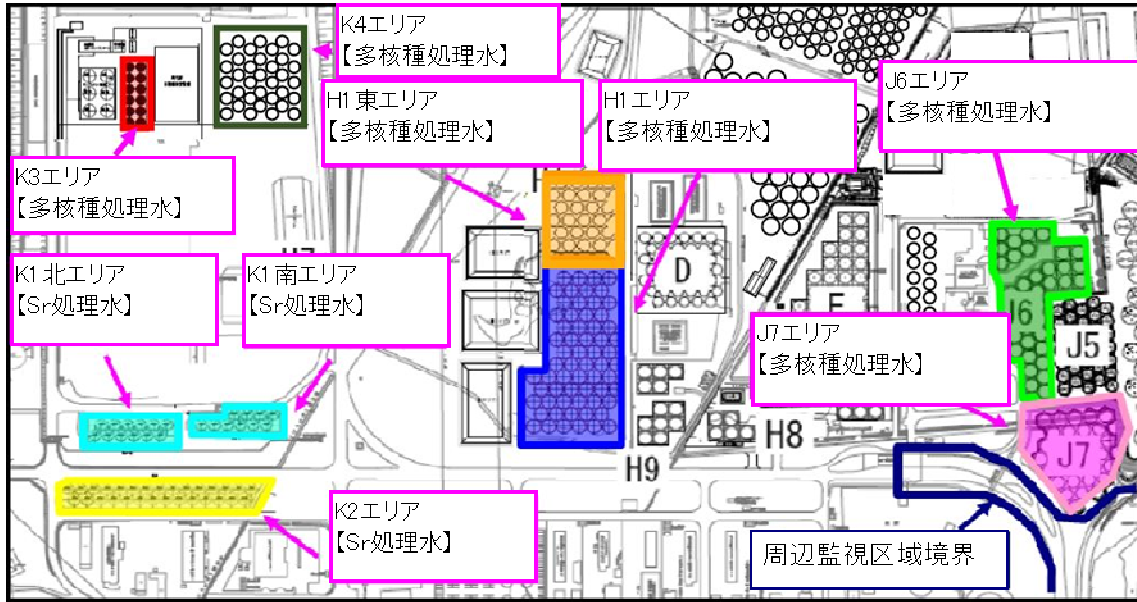 K4エリア
【多核種処理水】
H1東エリア
【多核種処理水】
H1エリア
【多核種処理水】
J6エリア
【多核種処理水】
K3エリア
【多核種処理水】
K1北エリア
【Sr処理水】
K1南エリア
【Sr処理水】
D
J6
J5
J7エリア
【多核種処理水】
J7
H8
H9
K2エリア
【Sr処理水】
周辺監視区域境界